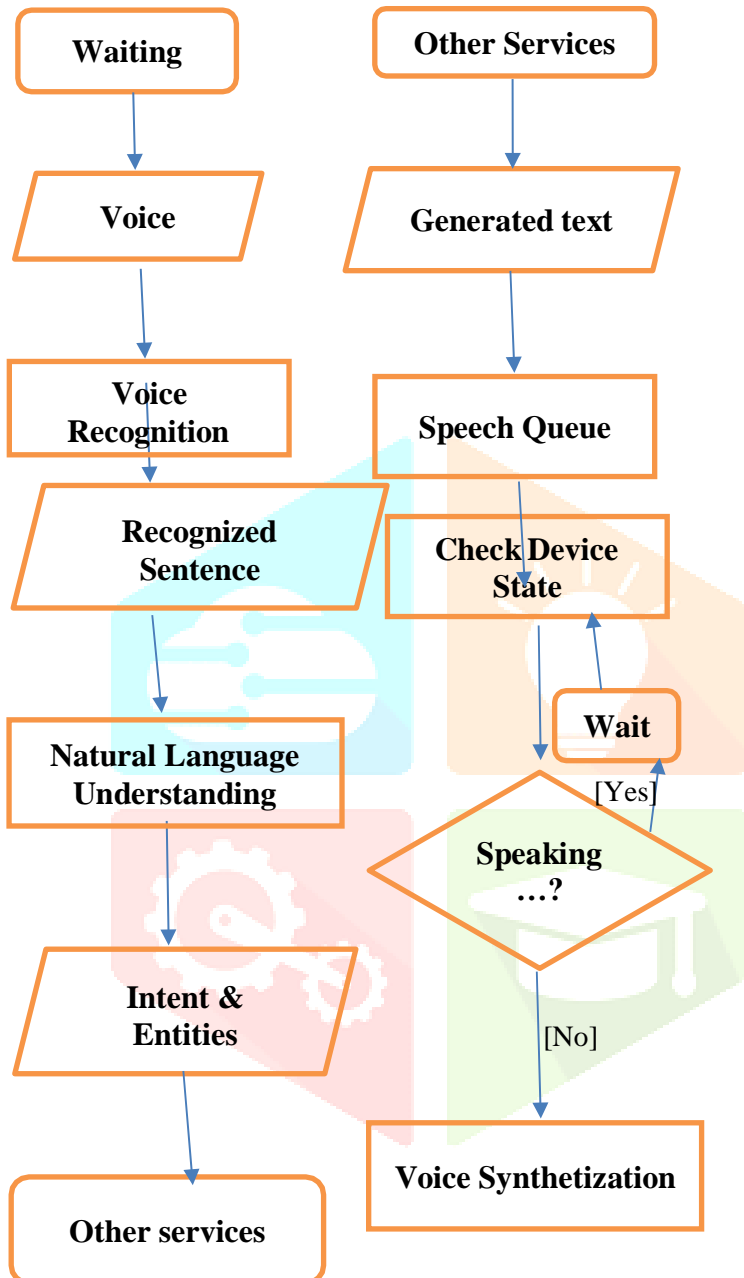 Waiting
Voice
Voice
Recognition
Recognized
Sentence
Natural Language
Understanding
Intent &
Entities
Other services
Other Services
Generated text
Speech Queue
Check Device
State
Wait
[Yes]
Speaking
…?
[No]
Voice Synthetization